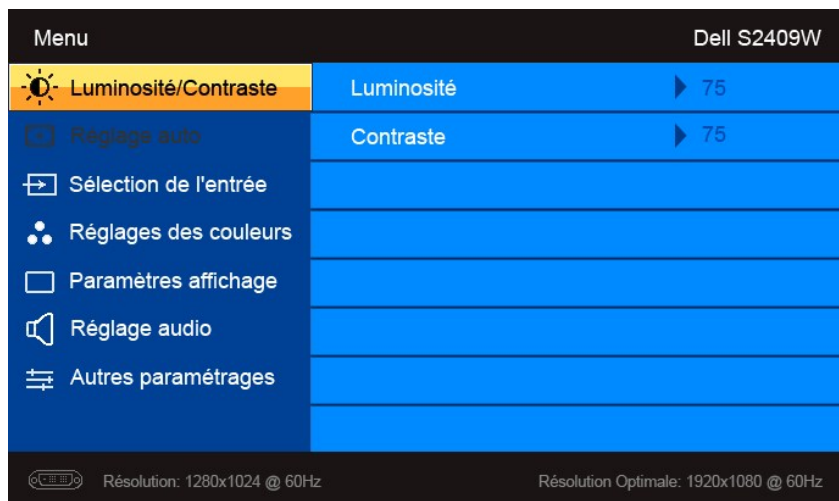 Menu Dell S2409W
Luminosité/Contraste Luminosité 75
Réglage auto Contraste 75
Sélection de l'entrée
Réglages des couleurs
Paramètres affichage
Réglage audio
Autres paramétrages
Résolution: 1280x1024 @ 60Hz Résolution Optimale: 1920x1080 @ 60Hz